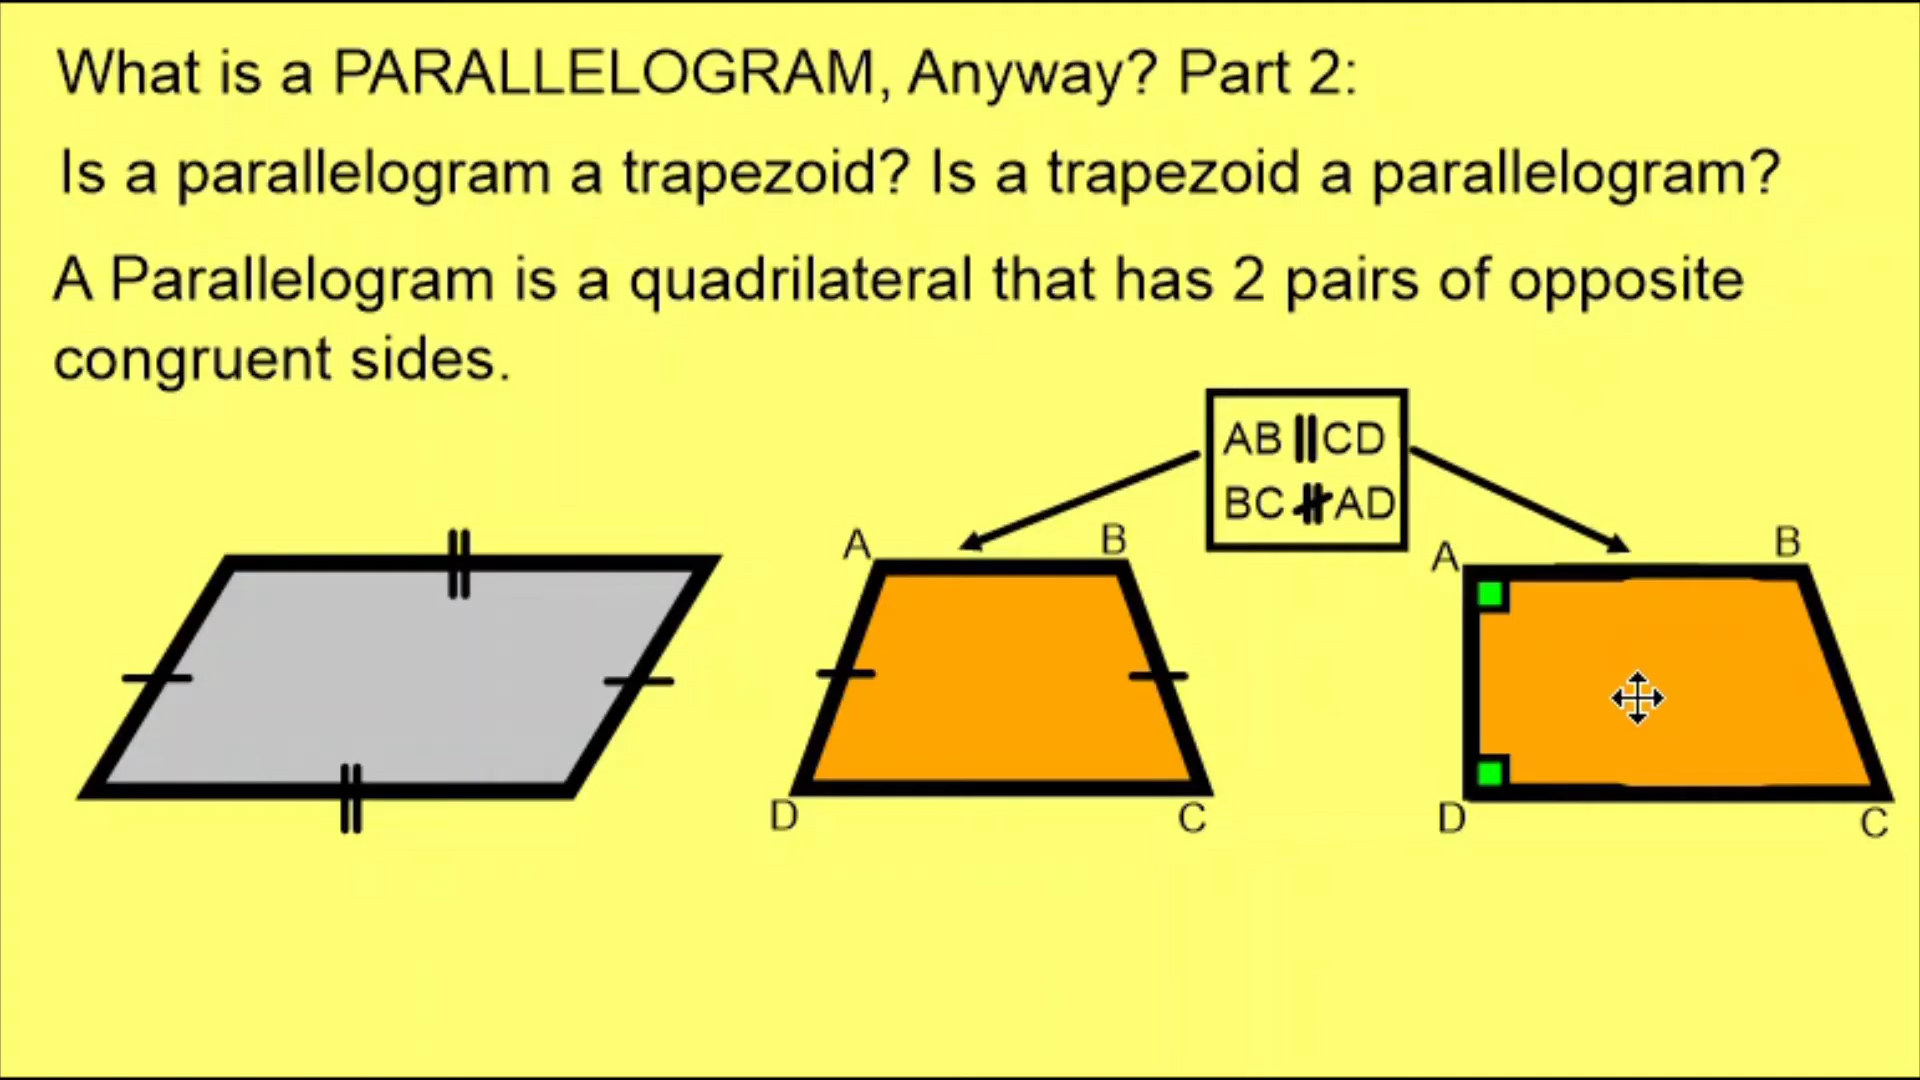 What is a PARALLELOGRAM, Anyway? Part 2:
Is a parallelogram a trapezoid? Is a trapezoid a parallelogram?
A Parallelogram is a quadrilateral that has 2 pairs of opposite
congruent sides.
AB ∥ CD
BC ∦ AD
A B
D C
A B
D C